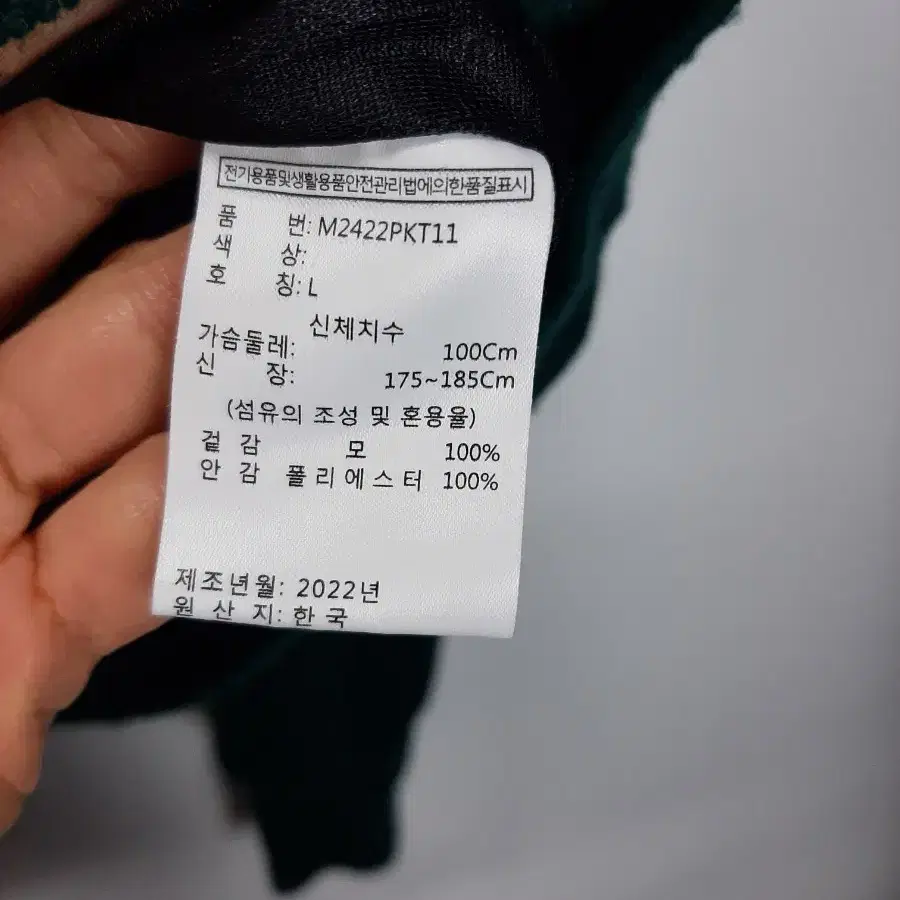 전기용품및생활용품안전관리법에의한품질표시
품 번: M2422PKT11
색 상:
호 칭: L
신체치수
가슴둘레: 100Cm
신 장: 175~185Cm
(섬유의 조성 및 혼용율)
겉 감 모 100%
안 감 폴리에스터 100%
제조년월: 2022년
원 산 지: 한 국